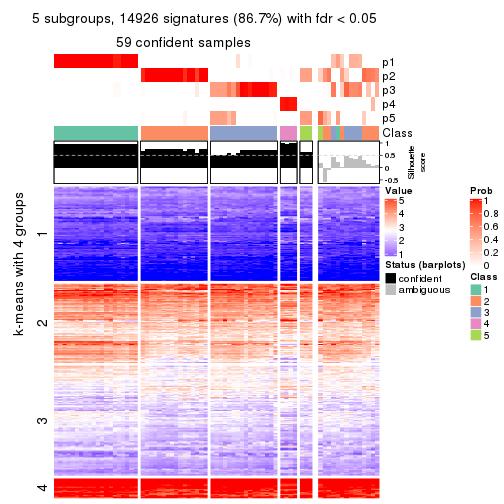 5 subgroups, 14926 signatures (86.7%) with fdr < 0.05
59 confident samples
p1
p2
p3
p4
p5
Class
1
0.5
0
-0.5
Silhouette
score
k-means with 4 groups
1
2
3
4
Value
5
4
3
2
1
Status (barplots)
confident
ambiguous
Prob
1
0.8
0.6
0.4
0.2
0
Class
1
2
3
4
5